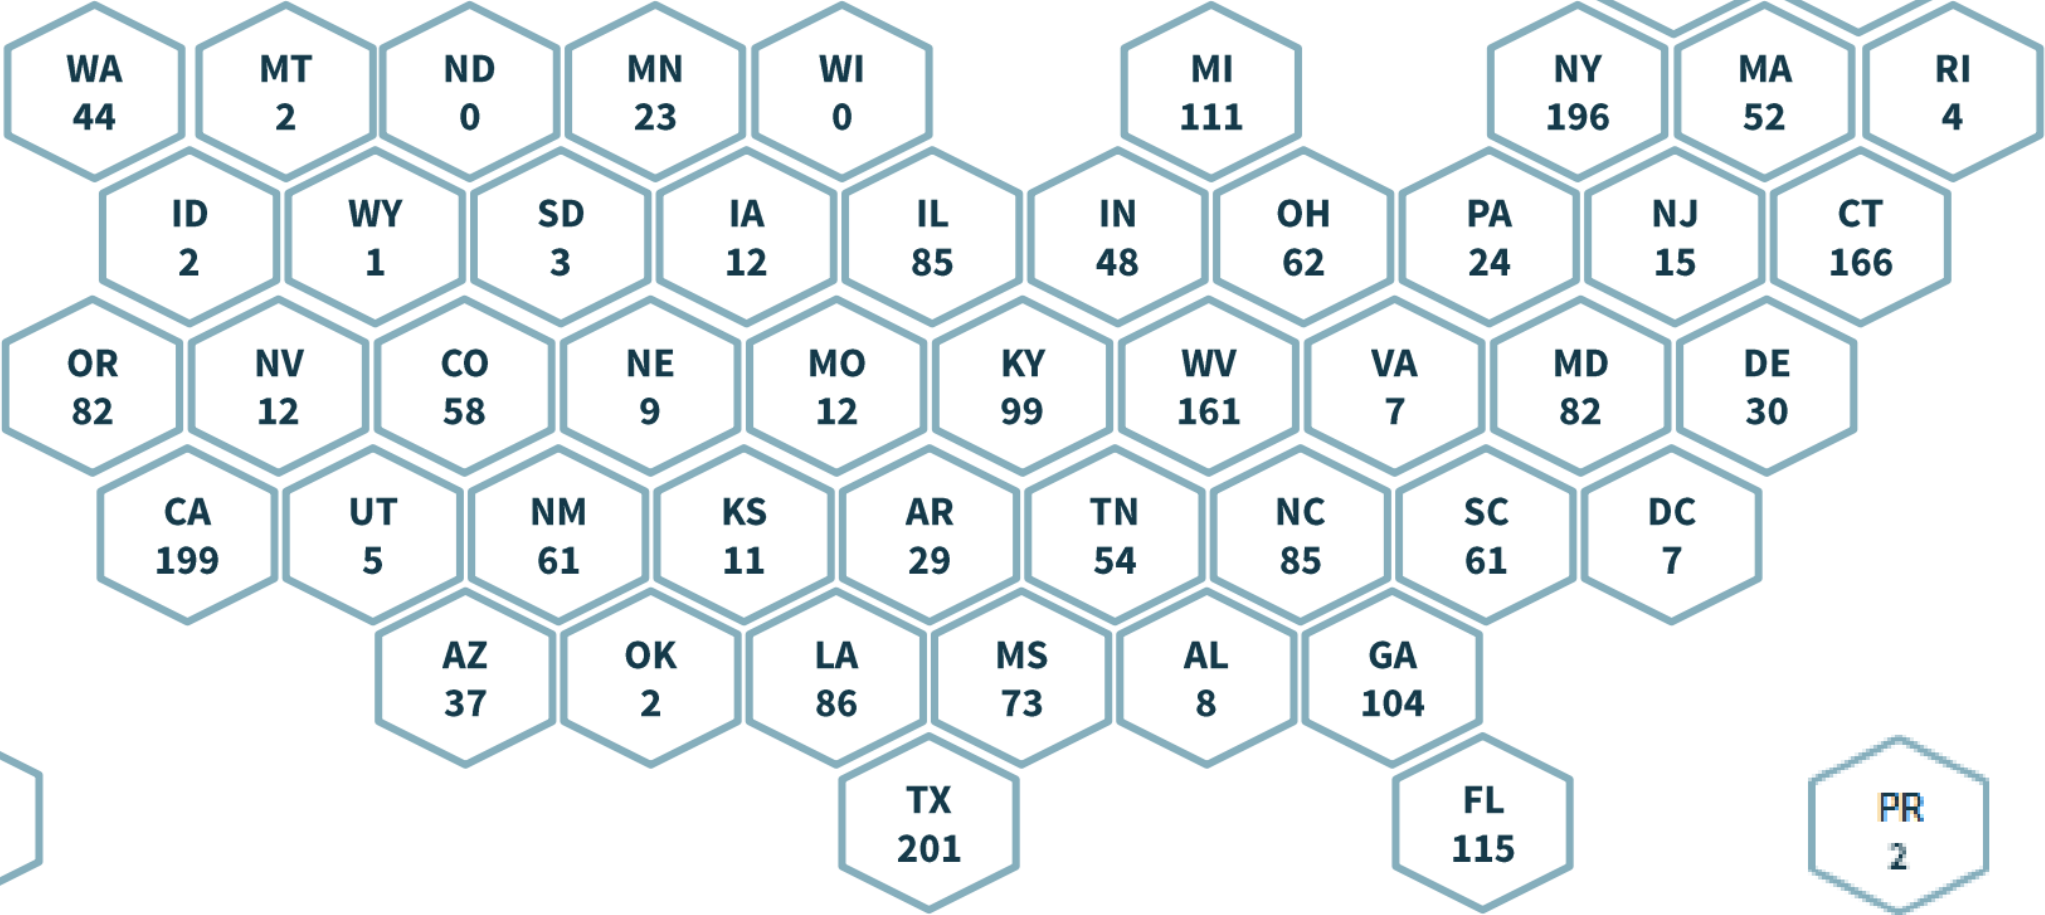 WA
44
MT
2
ND
0
MN
23
WI
0
MI
111
NY
196
MA
52
RI
4
ID
2
WY
1
SD
3
IA
12
IL
85
IN
48
OH
62
PA
24
NJ
15
CT
166
OR
82
NV
12
CO
58
NE
9
MO
12
KY
99
WV
161
VA
7
MD
82
DE
30
CA
199
UT
5
NM
61
KS
11
AR
29
TN
54
NC
85
SC
61
DC
7
AZ
37
OK
2
LA
86
MS
73
AL
8
GA
104
TX
201
FL
115
PR
2